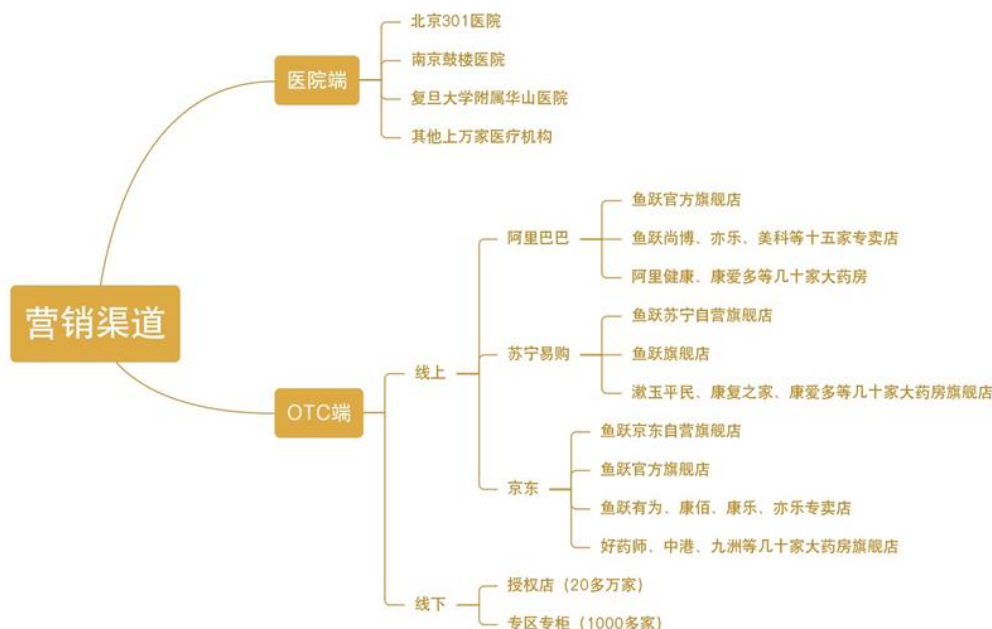 营销渠道
医院端
北京301医院
南京鼓楼医院
复旦大学附属华山医院
其他上万家医疗机构
OTC端
线上
阿里巴巴
鱼跃官方旗舰店
鱼跃尚博、亦乐、美科等十五家专卖店
阿里健康、康爱多等几十家大药房
苏宁易购
鱼跃苏宁自营旗舰店
鱼跃旗舰店
漱玉平民、康复之家、康爱多等几十家大药房旗舰店
京东
鱼跃京东自营旗舰店
鱼跃官方旗舰店
鱼跃有为、康佰、康乐、亦乐专卖店
好药师、中港、九洲等几十家大药房旗舰店
线下
授权店（20多万家）
专区专柜（1000多家）